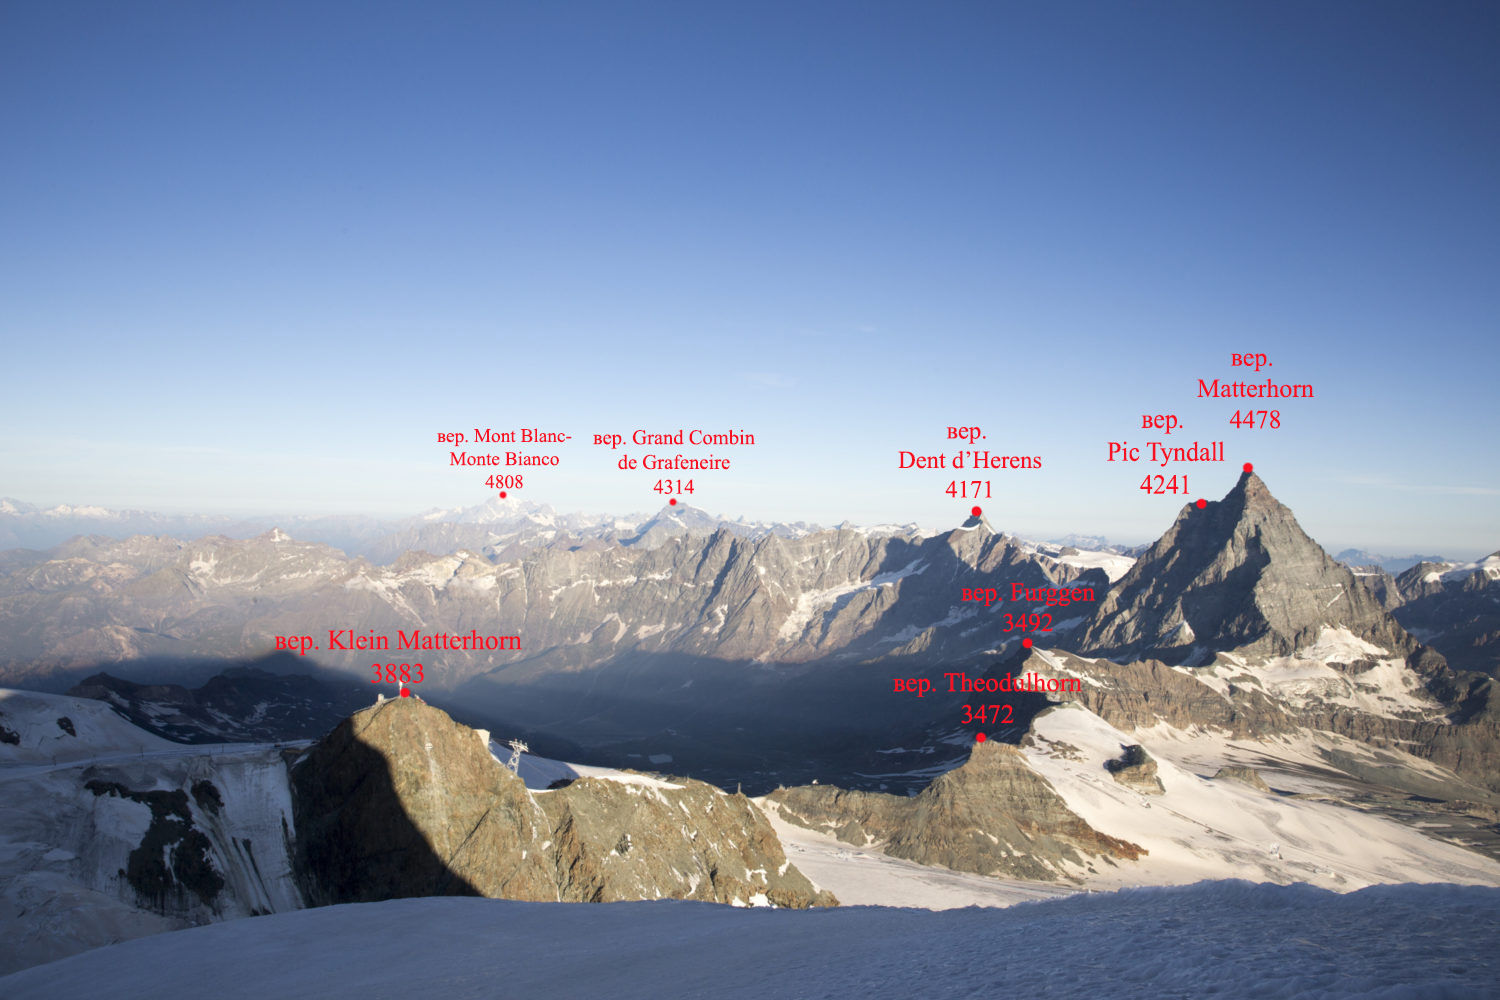 вер.
Matterhorn
4478
вер.
Pic Tyndall
4241
вер.
Dent d’Herens
4171
вер. Mont Blanc-
Monte Bianco
4808
вер. Grand Combin
de Grafeneire
4314
вер. Furggen
3492
вер. Klein Matterhorn
3883
вер. Theodulhorn
3472